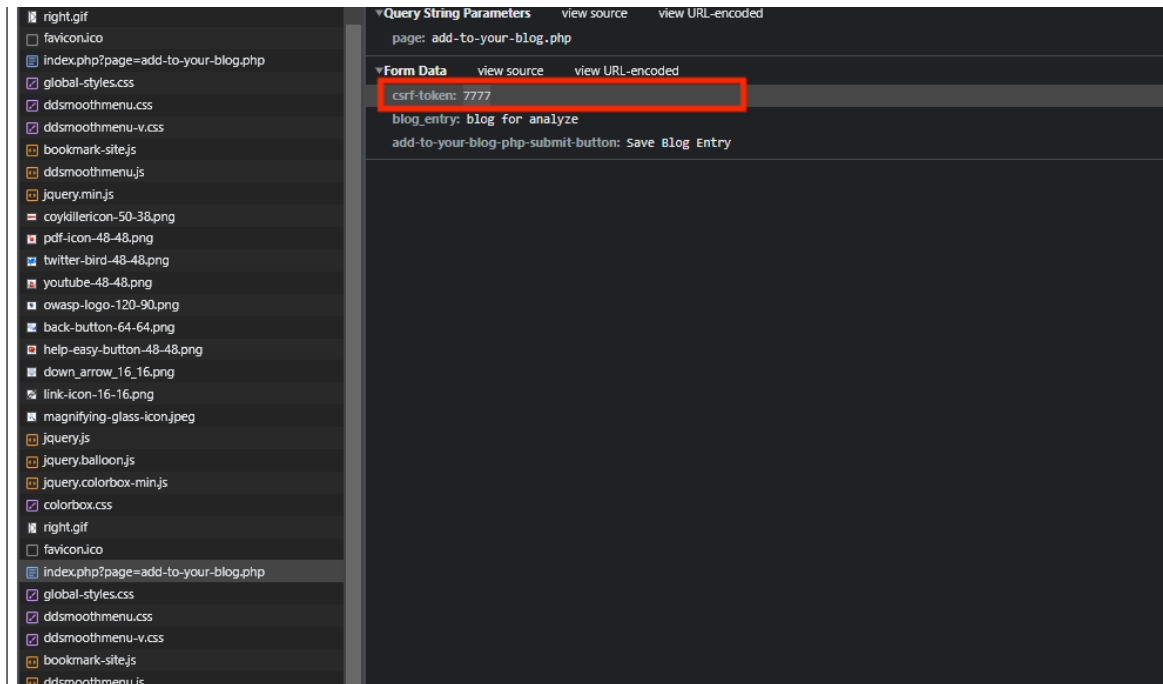 right.gif
favicon.ico
index.php?page=add-to-your-blog.php
global-styles.css
ddsmoothmenu.css
ddsmoothmenu-v.css
bookmark-site.js
ddsmoothmenu.js
jquery.min.js
coykillericon-50-38.png
pdf-icon-48-48.png
twitter-bird-48-48.png
youtube-48-48.png
owasp-logo-120-90.png
back-button-64-64.png
help-easy-button-48-48.png
down_arrow_16_16.png
link-icon-16-16.png
magnifying-glass-icon.jpeg
jquery.js
jquery.balloon.js
jquery.colorbox-min.js
colorbox.css
right.gif
favicon.ico
index.php?page=add-to-your-blog.php
global-styles.css
ddsmoothmenu.css
ddsmoothmenu-v.css
bookmark-site.js
ddsmoothmenu.js
Query String Parameters view source view URL-encoded
page: add-to-your-blog.php
Form Data view source view URL-encoded
csrf-token: 7777
blog_entry: blog for analyze
add-to-your-blog-php-submit-button: Save Blog Entry